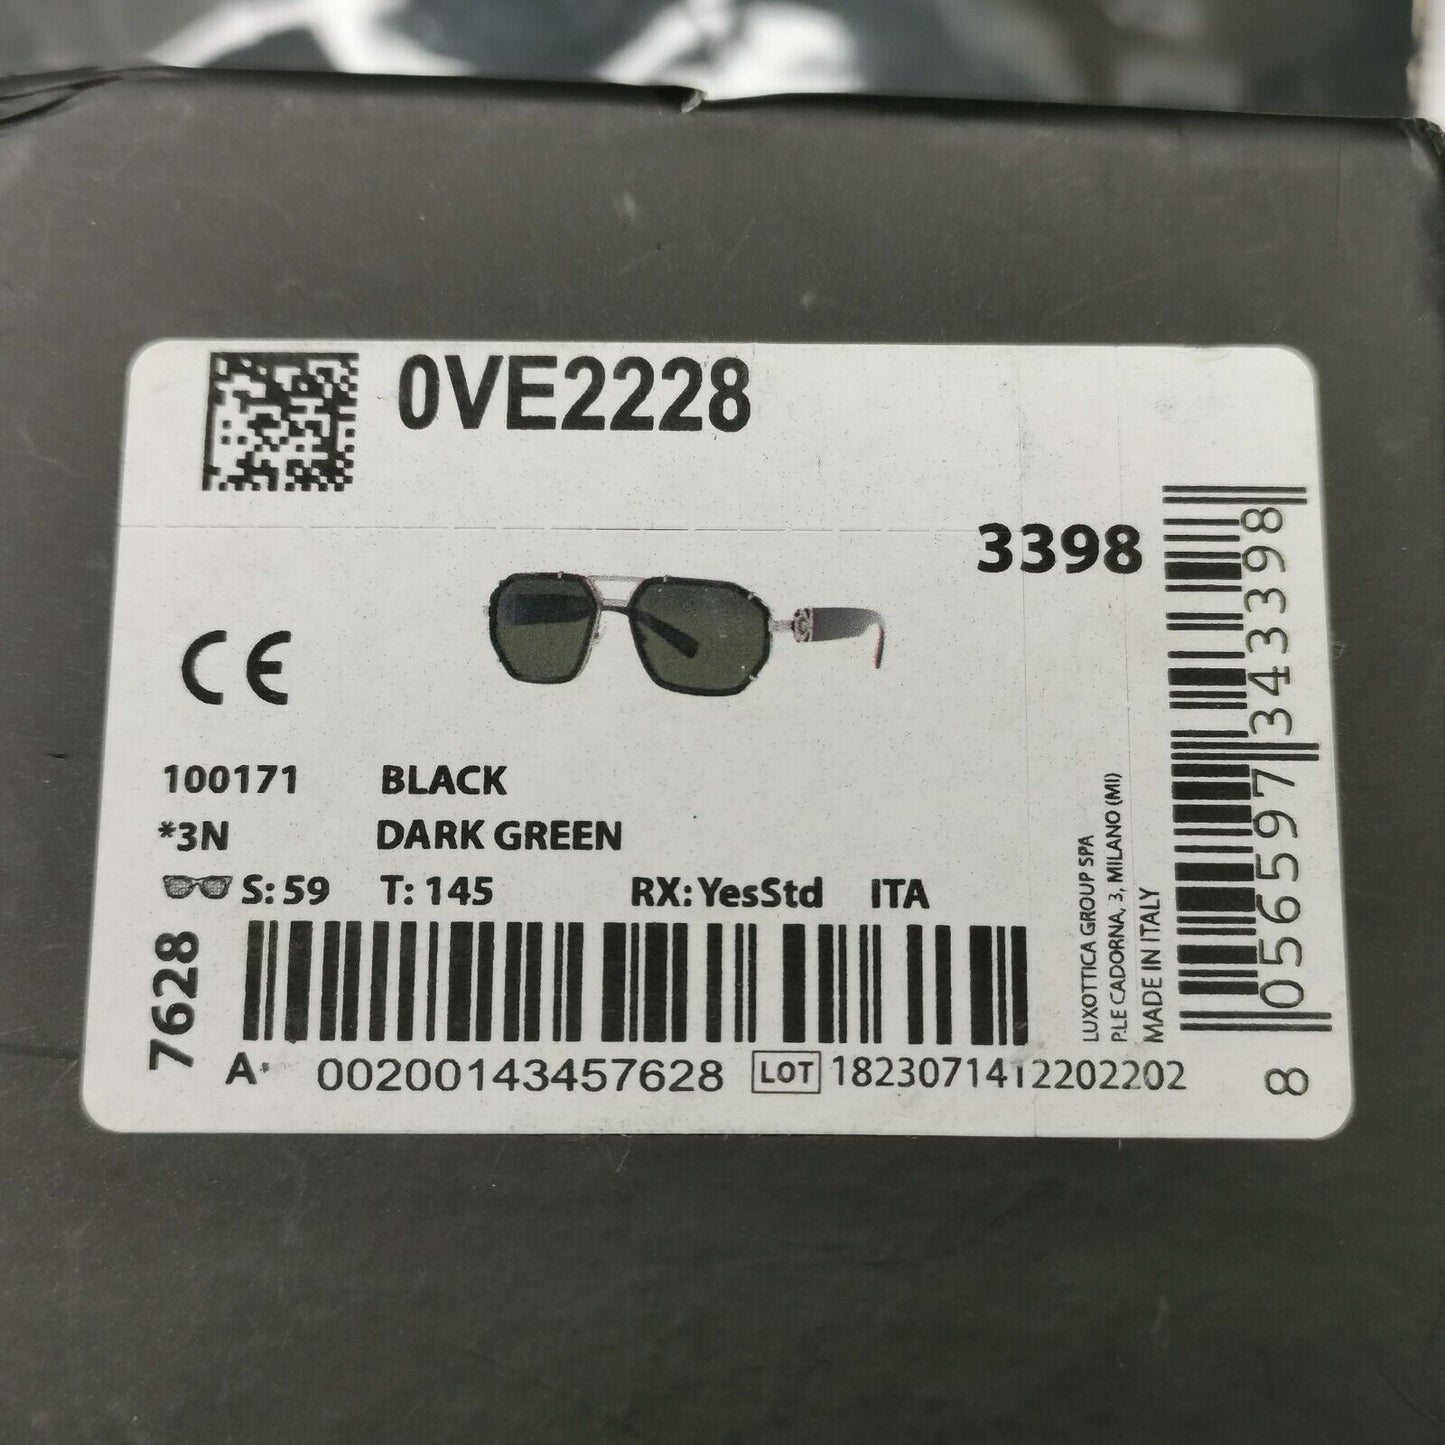 0VE2228
3398
CE
100171 BLACK
*3N DARK GREEN
S: 59 T: 145 RX: YesStd ITA
7628
A 00200143457628 LOT 1823071412202202
LUXOTTICA GROUP SPA
P.LE CADORNA, 3, MILANO (MI)
MADE IN ITALY
8 056597 343398